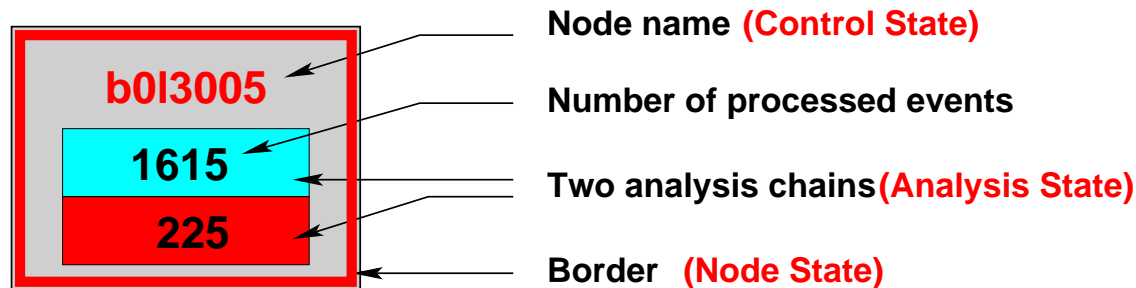 Node name (Control State)
b0l3005
Number of processed events
1615
Two analysis chains(Analysis State)
225
Border (Node State)